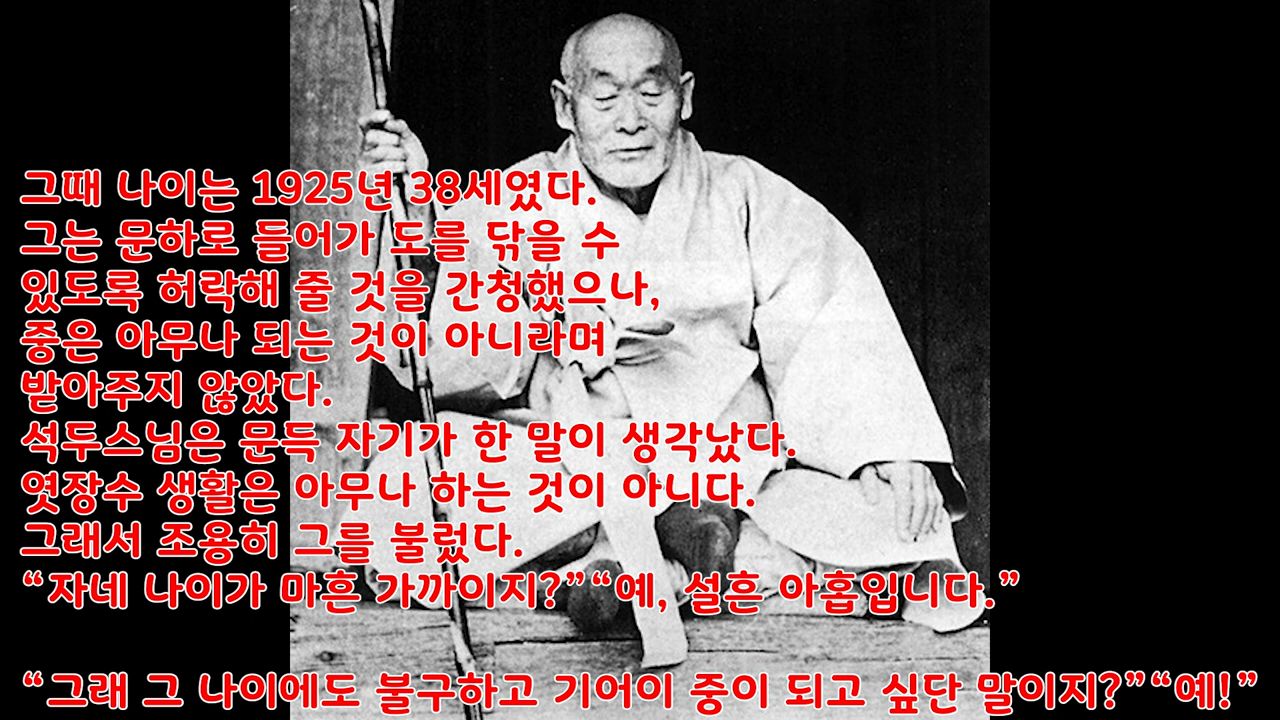 그때 나이는 1925년 38세였다.
그는 문하로 들어가 도를 닦을 수
있도록 허락해 줄 것을 간청했으나,
중은 아무나 되는 것이 아니라며
받아주지 않았다.
석두스님은 문득 자기가 한 말이 생각났다.
엿장수 생활은 아무나 하는 것이 아니다.
그래서 조용히 그를 불렀다.
“자네 나이가 마흔 가까이지?”“예, 설흔 아홉입니다.”
“그래 그 나이에도 불구하고 기어이 중이 되고 싶단 말이지?”“예!”